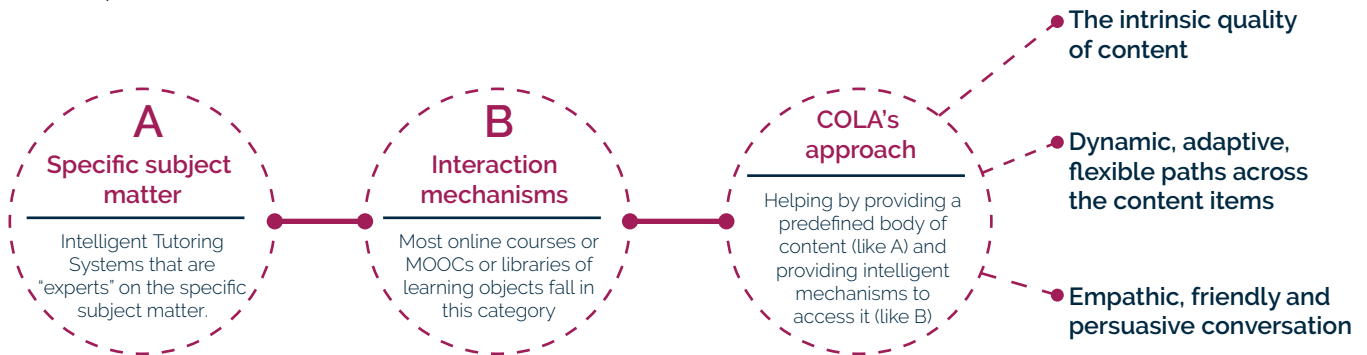 A
Specific subject
matter
Intelligent Tutoring
Systems that are
“experts” on the specific
subject matter.
B
Interaction
mechanisms
Most online courses or
MOOCs or libraries of
learning objects fall in
this category
COLA’s
approach
Helping by providing a
predefined body of
content (like A) and
providing intelligent
mechanisms to
access it (like B)
The intrinsic quality
of content
Dynamic, adaptive,
flexible paths across
the content items
Empathic, friendly and
persuasive conversation